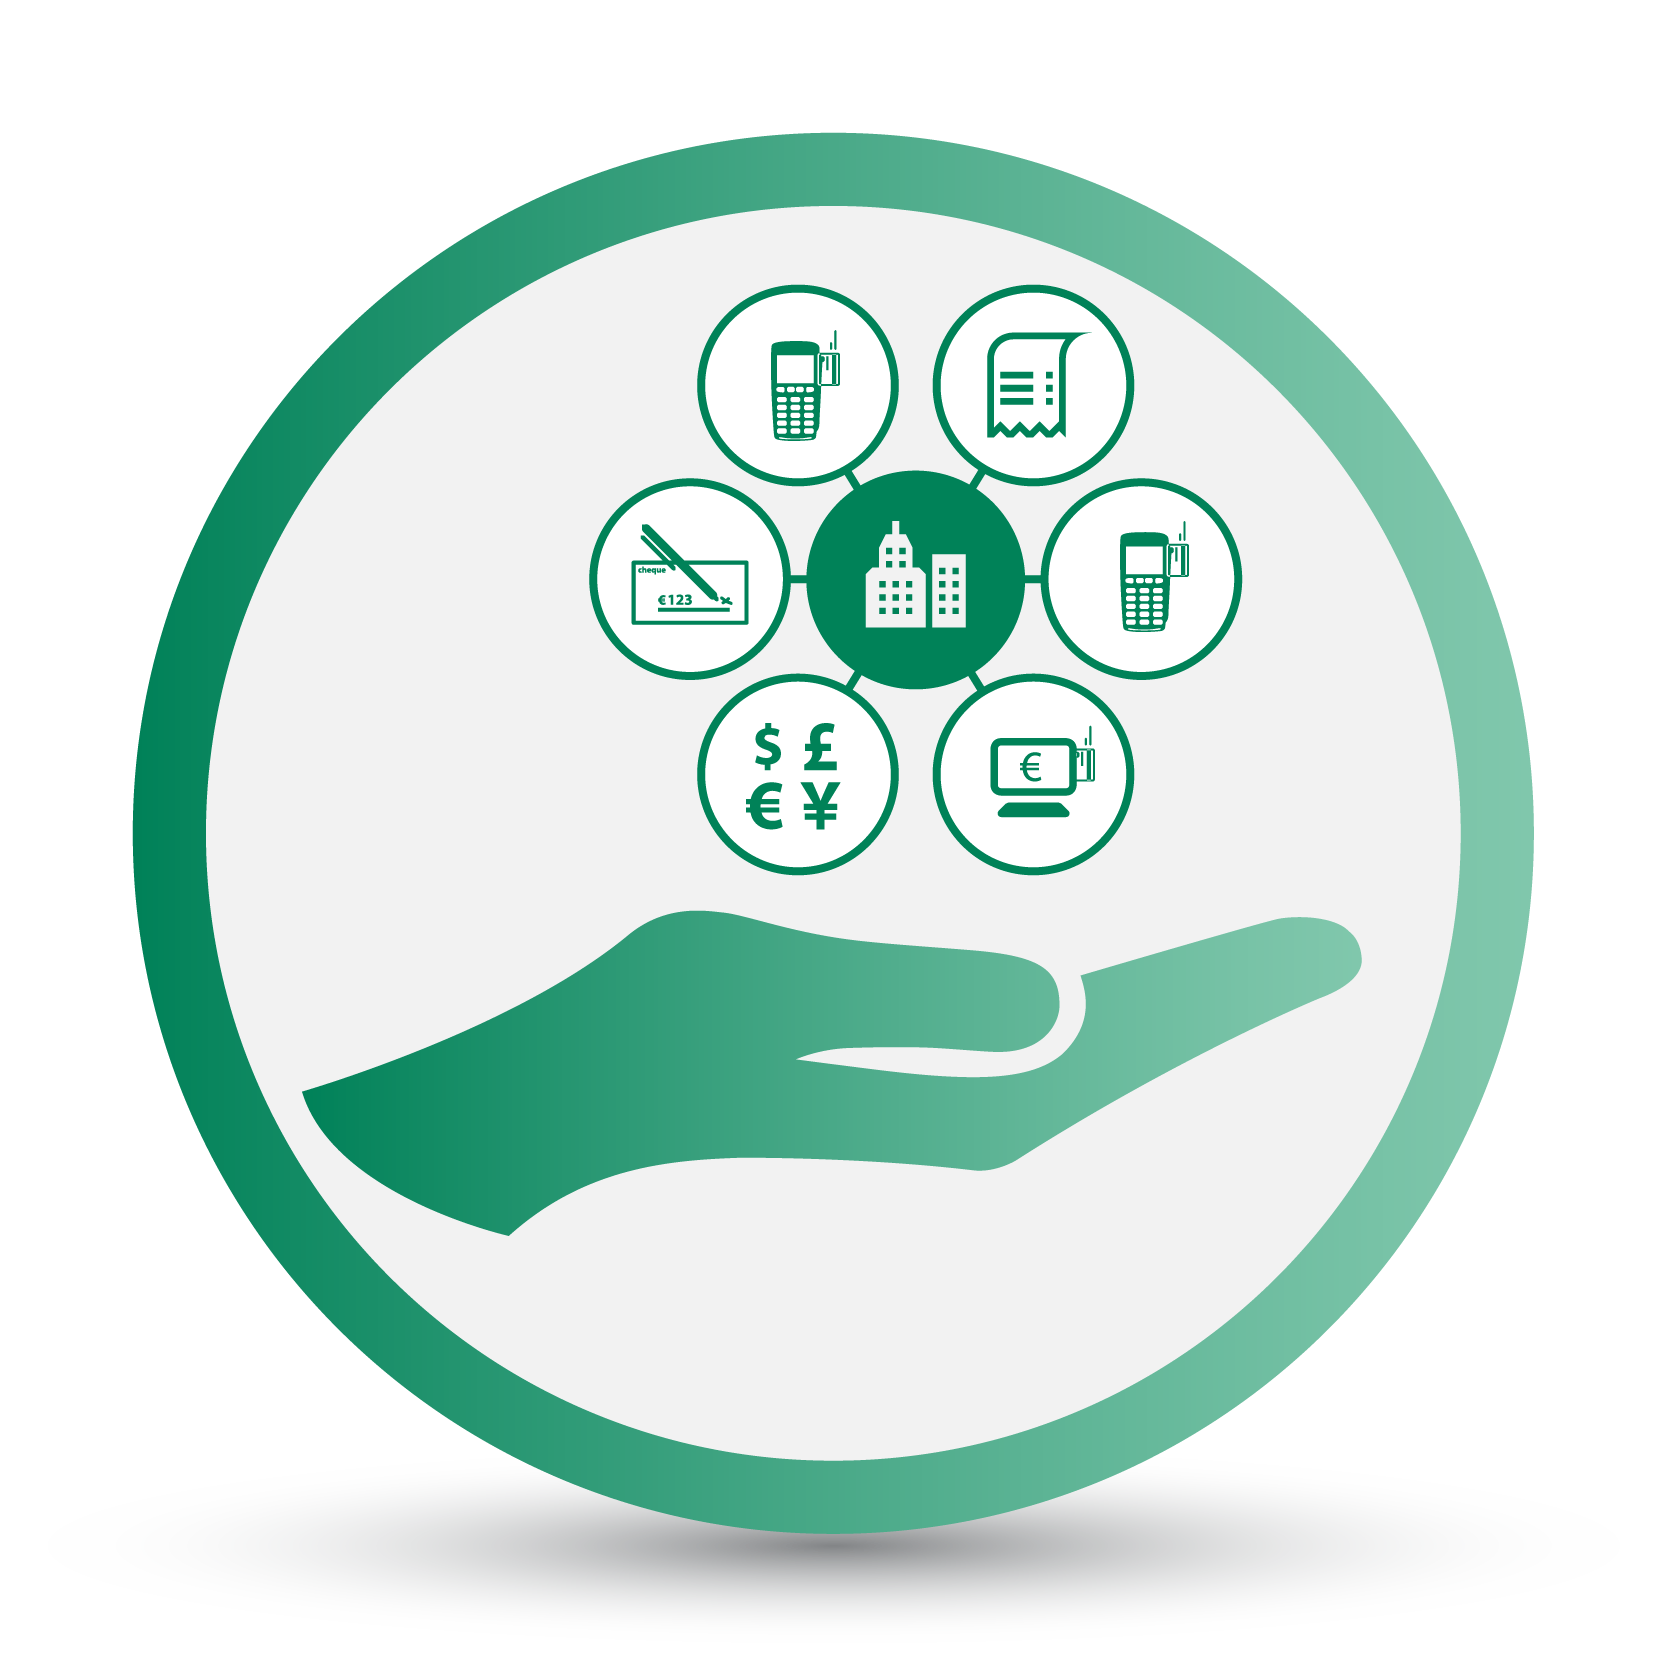 cheque
€123
$ £
€ ¥
€